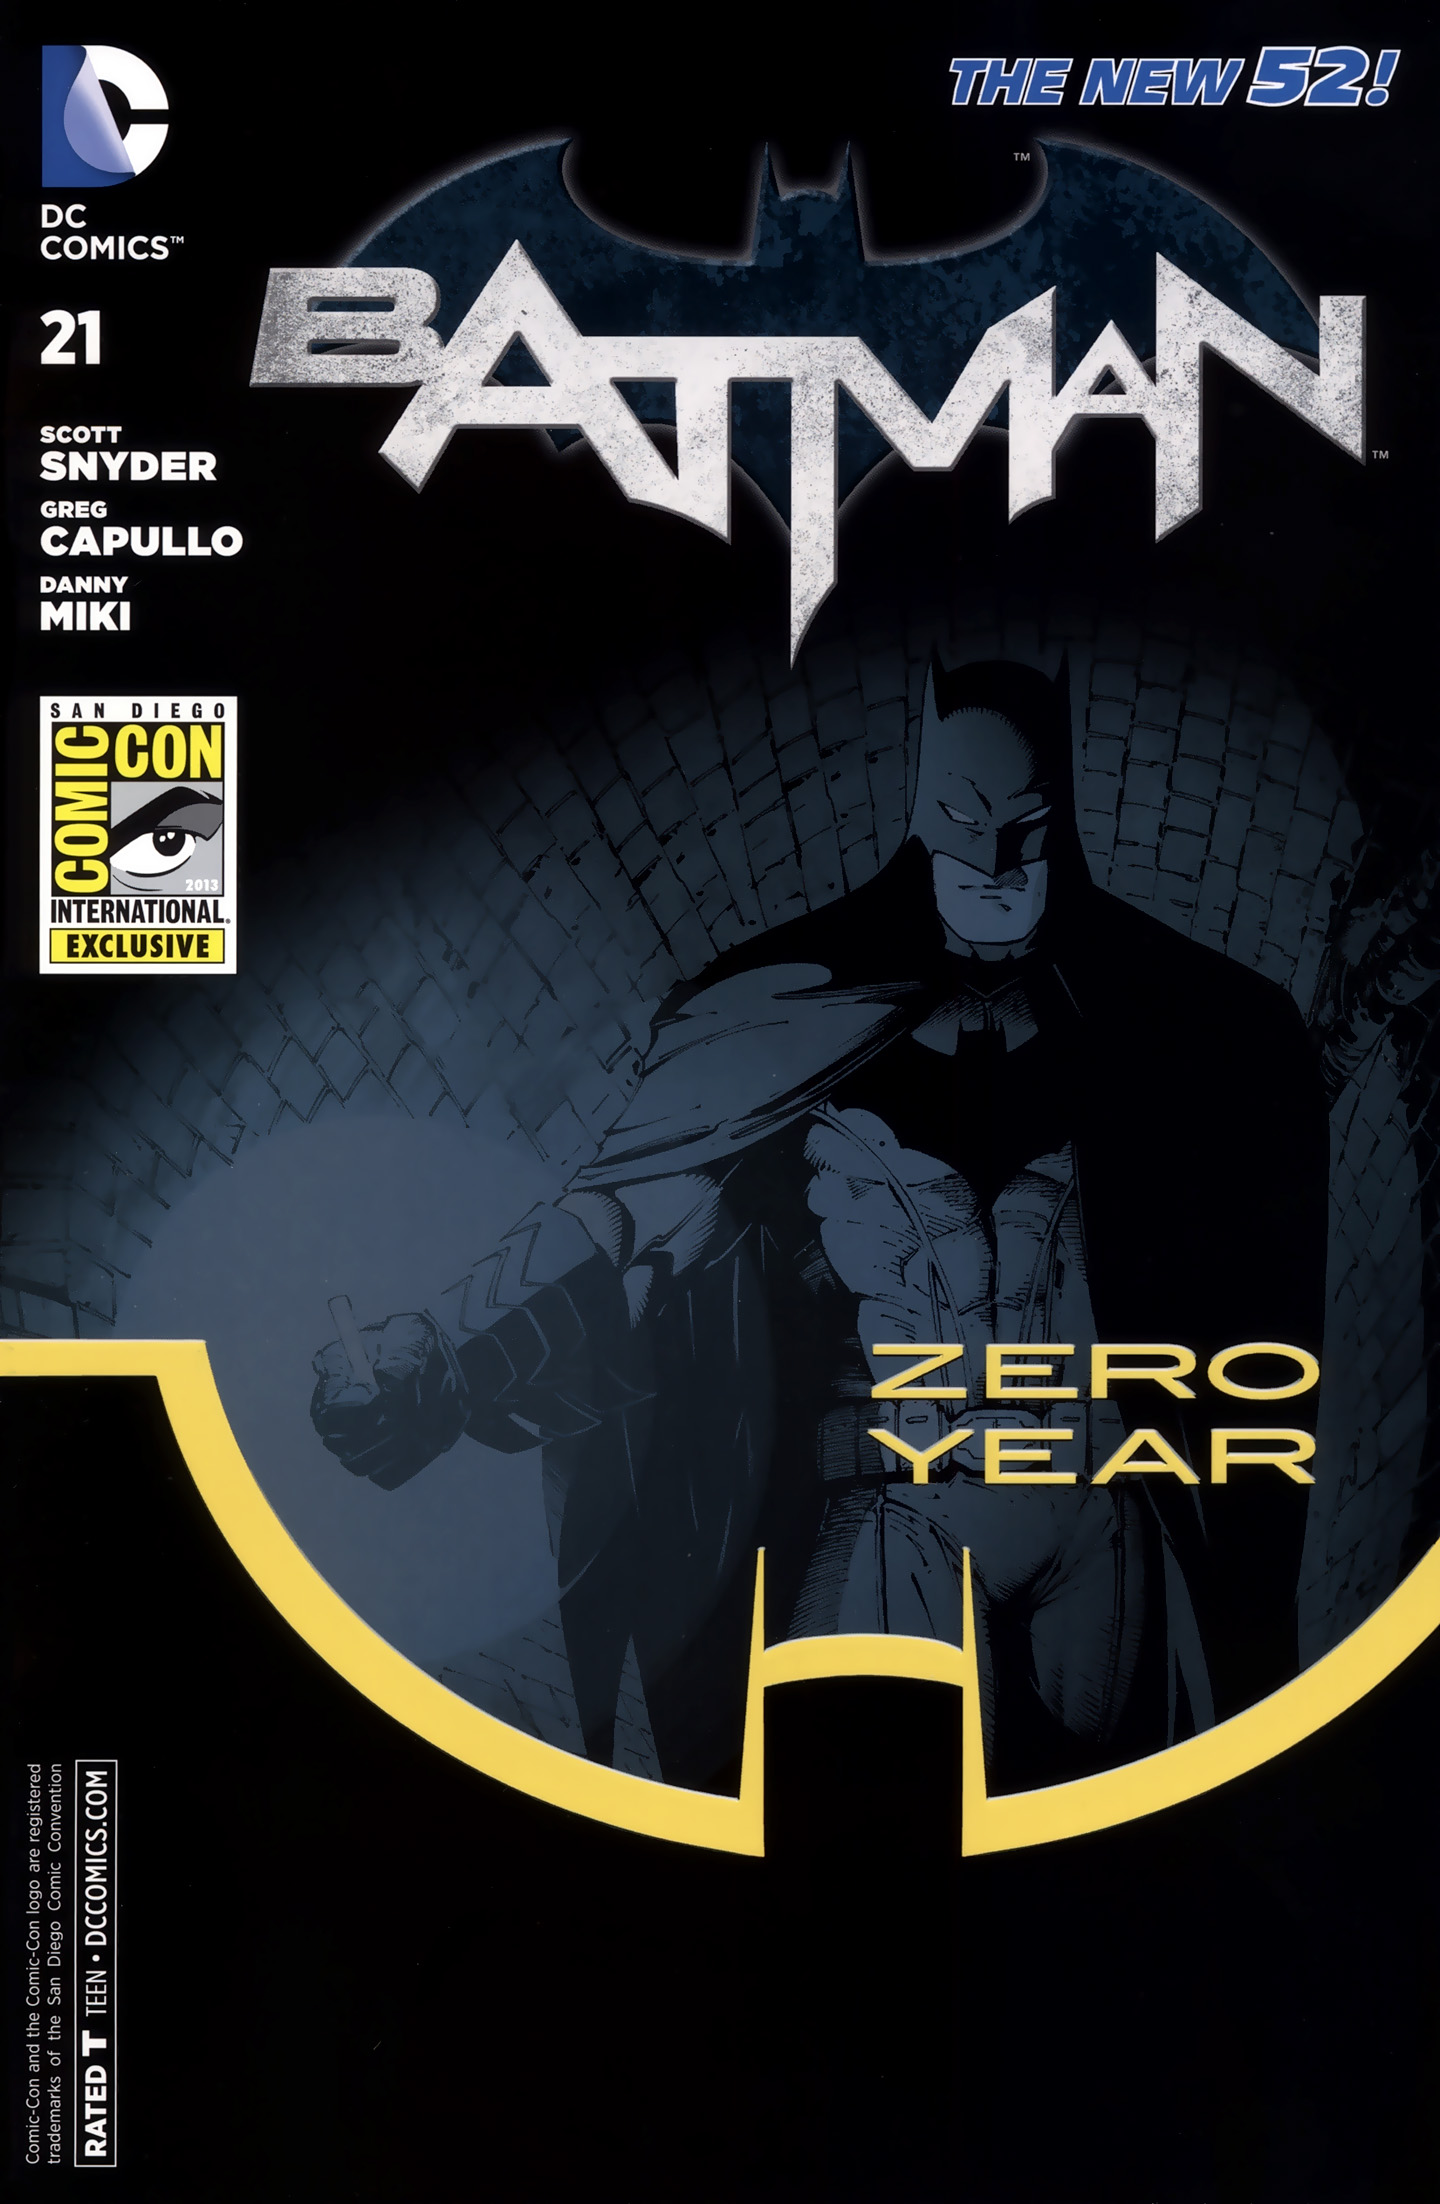 THE NEW 52!
DC
COMICS™
BATMAN™
™
21
SCOTT
SNYDER
GREG
CAPULLO
DANNY
MIKI
SAN DIEGO
COMIC
CON
2013
INTERNATIONAL®
EXCLUSIVE
ZERO
YEAR
Comic-Con and the Comic-Con logo are registered
trademarks of the San Diego Comic Convention
RATED T TEEN • DCCOMICS.COM